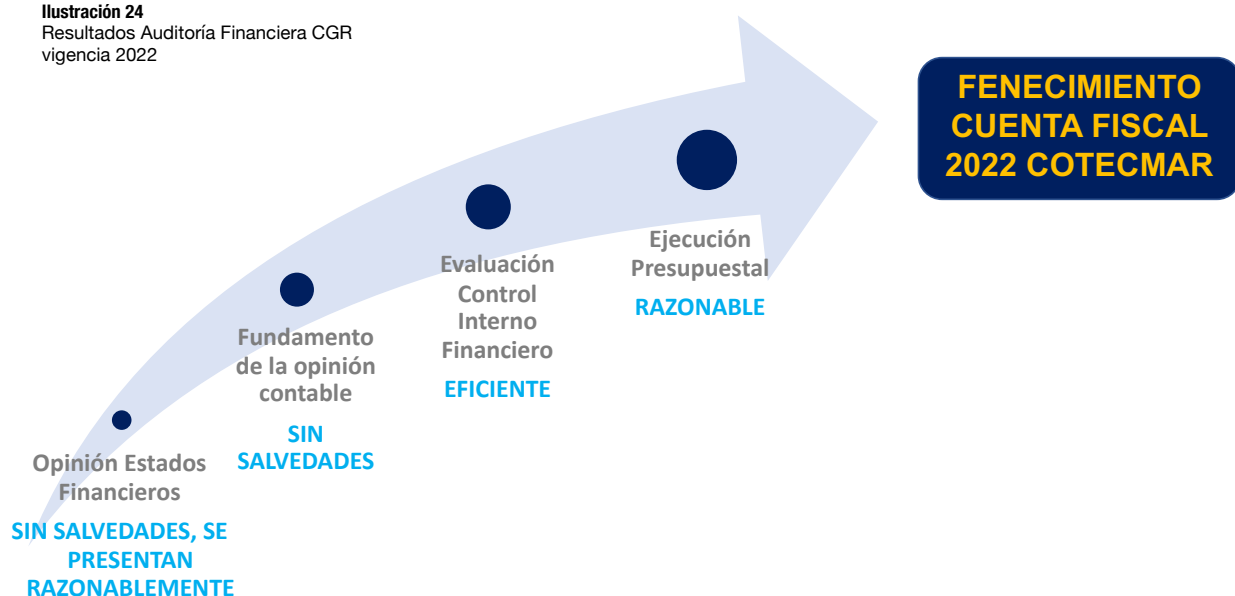 Ilustración 24
Resultados Auditoría Financiera CGR
vigencia 2022
FENECIMIENTO
CUENTA FISCAL
2022 COTECMAR
Opinión Estados
Financieros
SIN SALVEDADES, SE
PRESENTAN
RAZONABLEMENTE
Fundamento
de la opinión
contable
SIN
SALVEDADES
Evaluación
Control
Interno
Financiero
EFICIENTE
Ejecución
Presupuestal
RAZONABLE